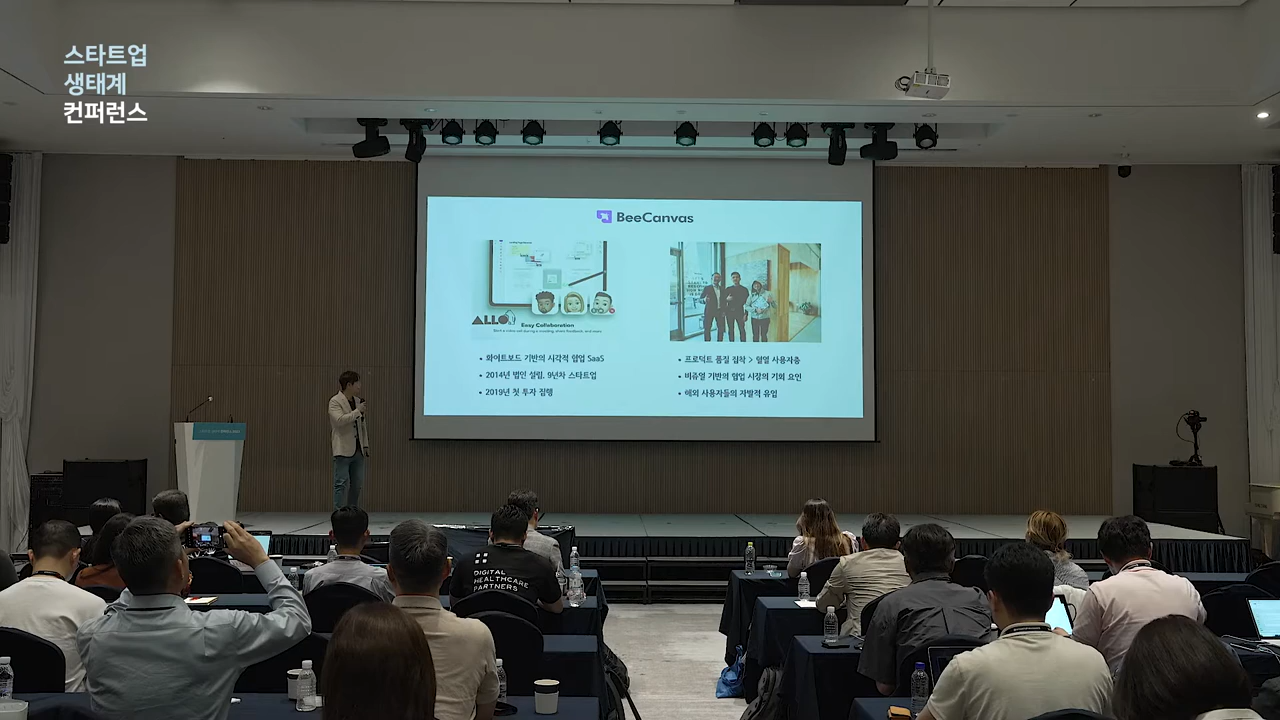 스타트업
생태계
컨퍼런스
BeeCanvas
ALLO
Easy Collaboration
• 화이트보드 기반의 시각적 협업 SaaS
• 2014년 법인 설립, 9년차 스타트업
• 2019년 첫 투자 집행
• 프로덕트 품질 집착 > 열열 사용자층
• 비쥬얼 기반의 협업 시장의 기회 요인
• 해외 사용자들의 자발적 유입
DIGITAL
HEALTHCARE
PARTNERS